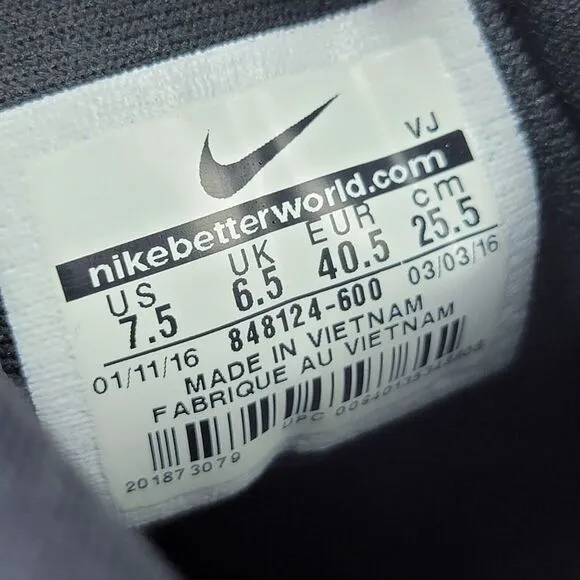 VJ
nikebetterworld.com
US UK EUR cm
7.5 6.5 40.5 25.5
01/11/16 848124-600 03/03/16
MADE IN VIETNAM
FABRIQUE AU VIETNAM
201873079 UPC